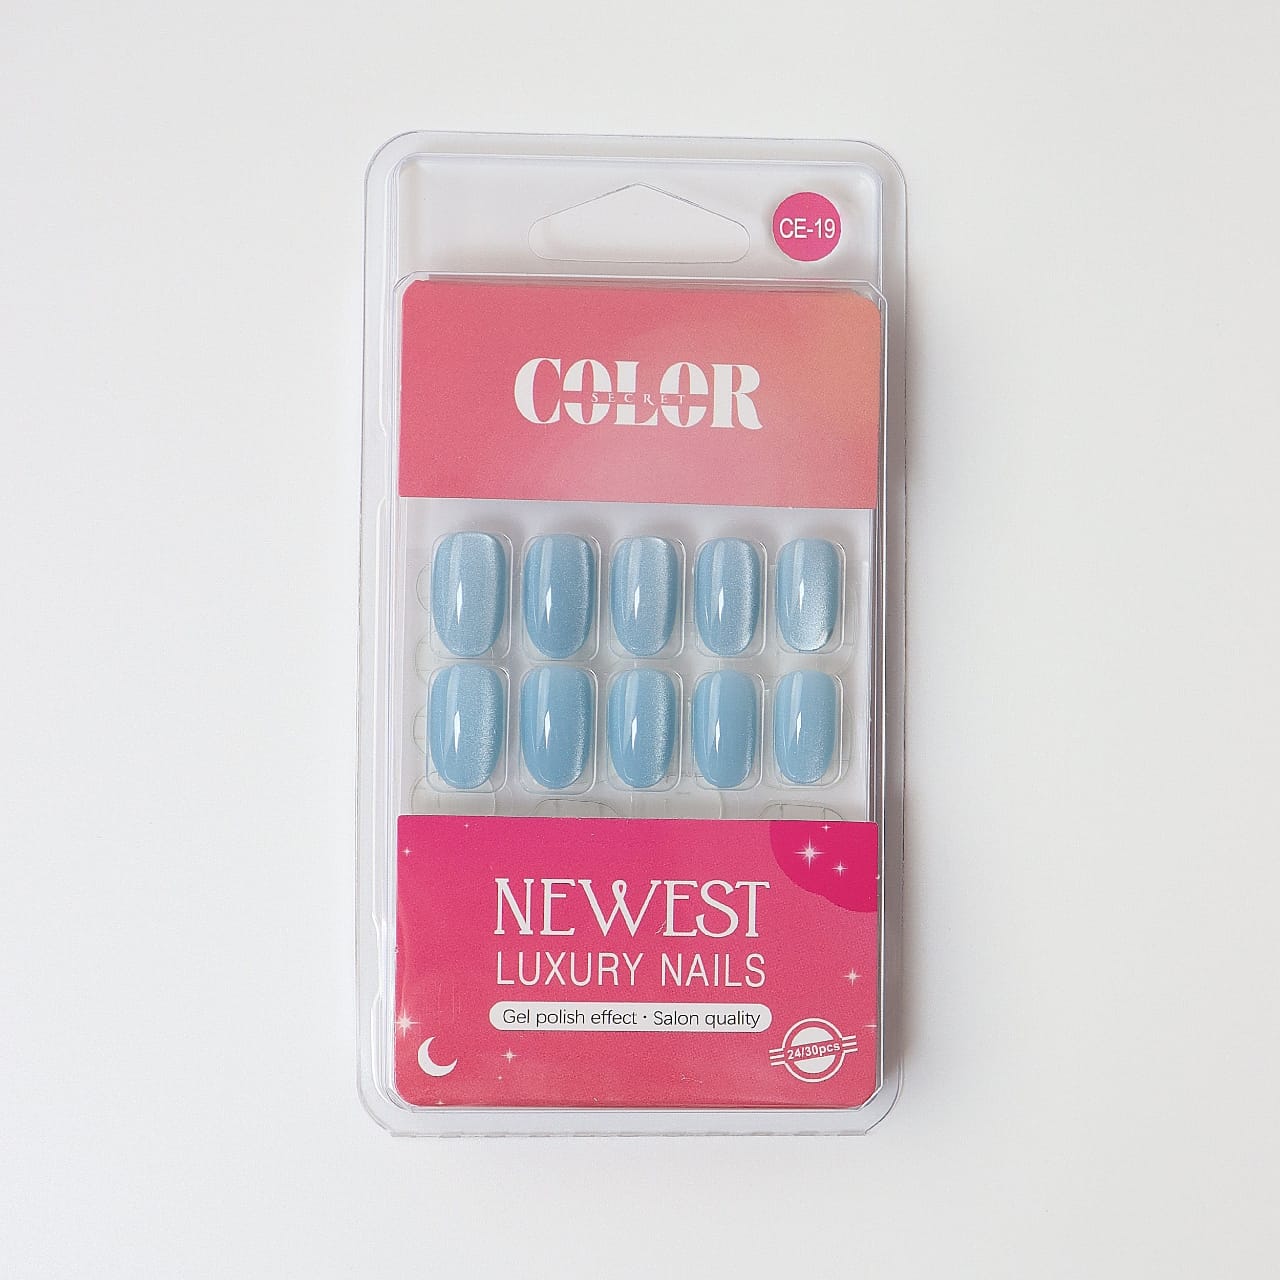 CE-19
COLOR
SECRET
NEWEST
LUXURY NAILS
Gel polish effect · Salon quality
24/30pcs